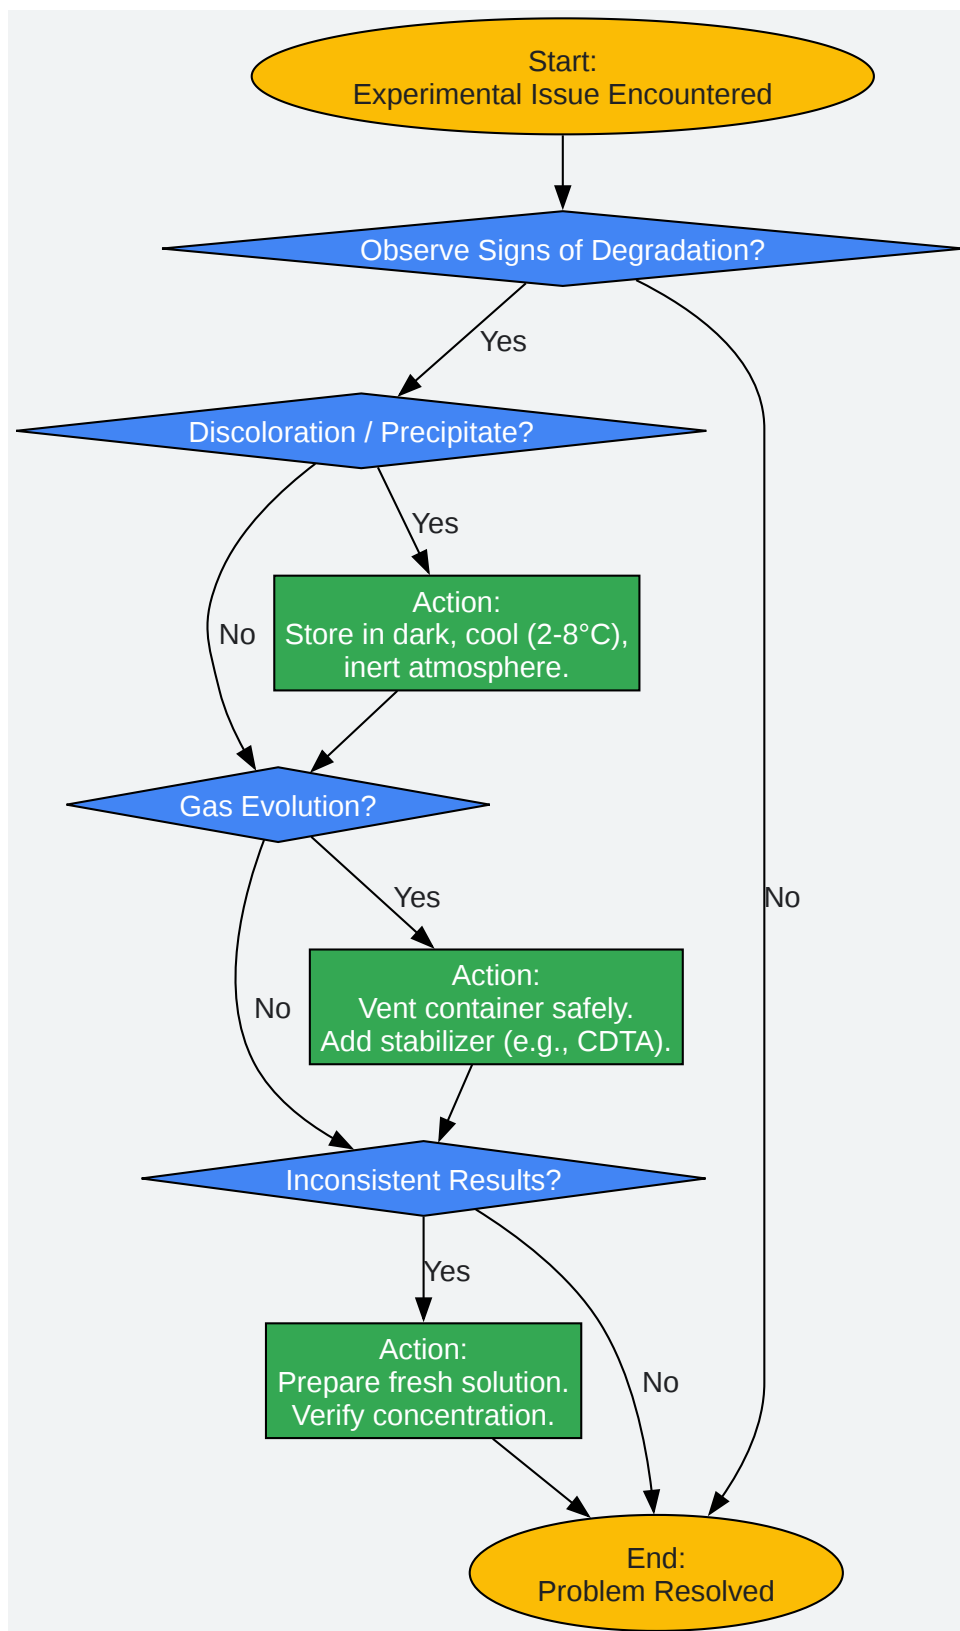 Start:
Experimental Issue Encountered
Observe Signs of Degradation?
Yes
Discoloration / Precipitate?
Yes
Action:
Store in dark, cool (2-8°C),
inert atmosphere.
No
Gas Evolution?
Yes
No
Action:
Vent container safely.
Add stabilizer (e.g., CDTA).
No
Inconsistent Results?
Yes
Action:
Prepare fresh solution.
Verify concentration.
No
End:
Problem Resolved